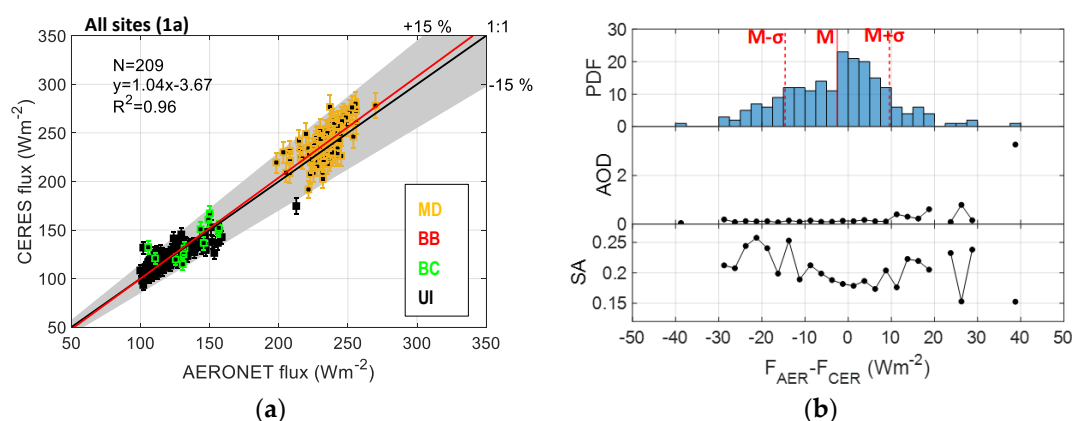 All sites (1a)
+15 %
1:1
-15 %
N=209
y=1.04x-3.67
R²=0.96
350
300
250
200
150
100
50
CERES flux (Wm⁻²)
MD
BB
BC
UI
50
100
150
200
250
300
350
AERONET flux (Wm⁻²)
(a)
M-σ
M
M+σ
30
20
10
0
PDF
2
0
AOD
0.25
0.2
0.15
SA
-50
-40
-30
-20
-10
0
10
20
30
40
50
F_AER-F_CER (Wm⁻²)
(b)